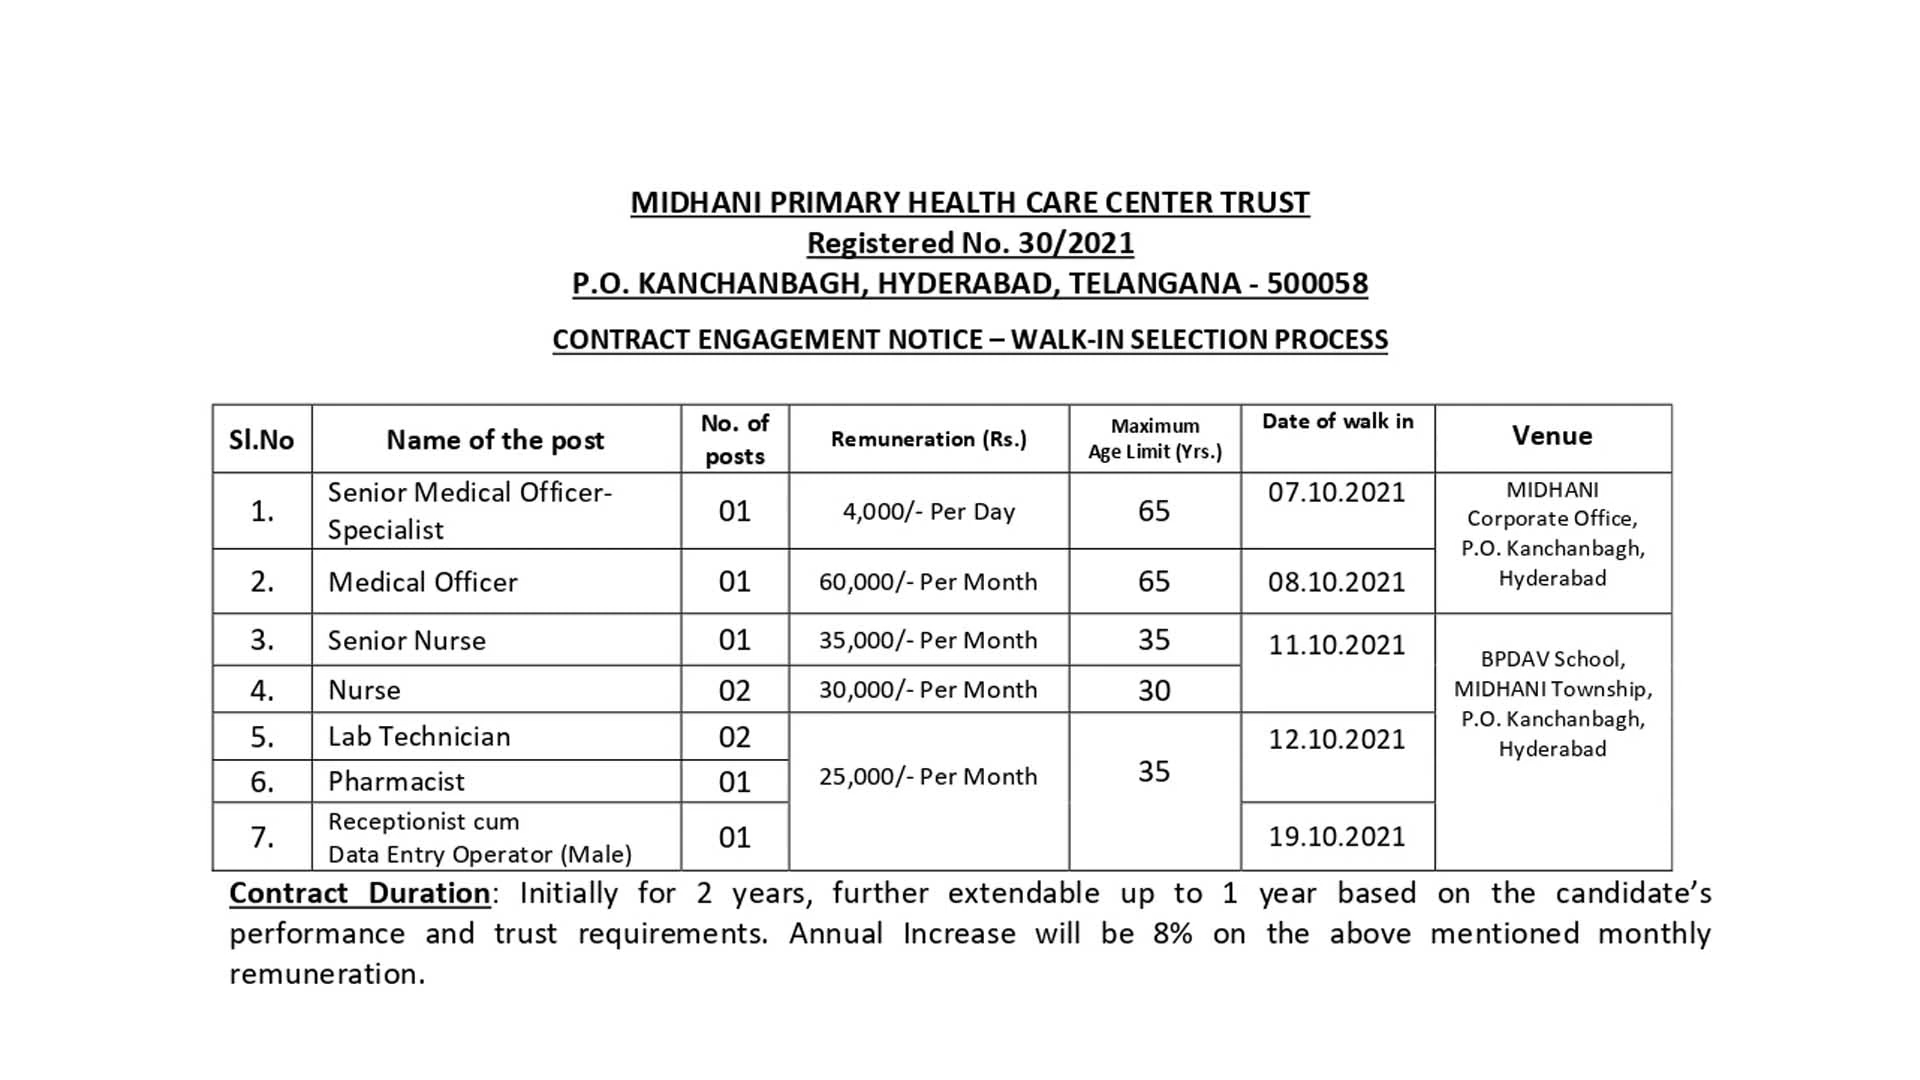 MIDHANI PRIMARY HEALTH CARE CENTER TRUST
Registered No. 30/2021
P.O. KANCHANBAGH, HYDERABAD, TELANGANA - 500058
CONTRACT ENGAGEMENT NOTICE – WALK-IN SELECTION PROCESS
Sl.No Name of the post No. of posts Remuneration (Rs.) Maximum Age Limit (Yrs.) Date of walk in Venue
1. Senior Medical Officer- Specialist 01 4,000/- Per Day 65 07.10.2021
MIDHANI
Corporate Office,
P.O. Kanchanbagh,
Hyderabad
2. Medical Officer 01 60,000/- Per Month 65 08.10.2021
3. Senior Nurse 01 35,000/- Per Month 35 11.10.2021
BPDAV School,
MIDHANI Township,
P.O. Kanchanbagh,
Hyderabad
4. Nurse 02 30,000/- Per Month 30
5. Lab Technician 02 25,000/- Per Month 35 12.10.2021
6. Pharmacist 01
7. Receptionist cum
Data Entry Operator (Male) 01 19.10.2021
Contract Duration: Initially for 2 years, further extendable up to 1 year based on the candidate’s
performance and trust requirements. Annual Increase will be 8% on the above mentioned monthly
remuneration.